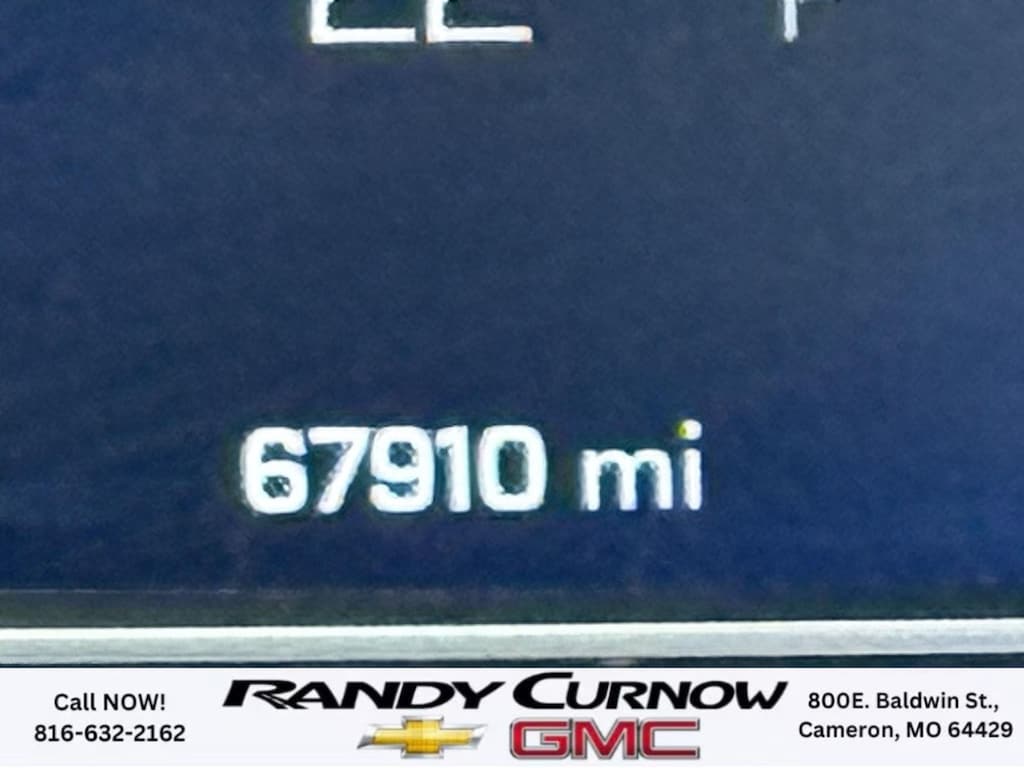 67910 mi
Call NOW!
816-632-2162
RANDY CURNOW
GMC
800E. Baldwin St.,
Cameron, MO 64429